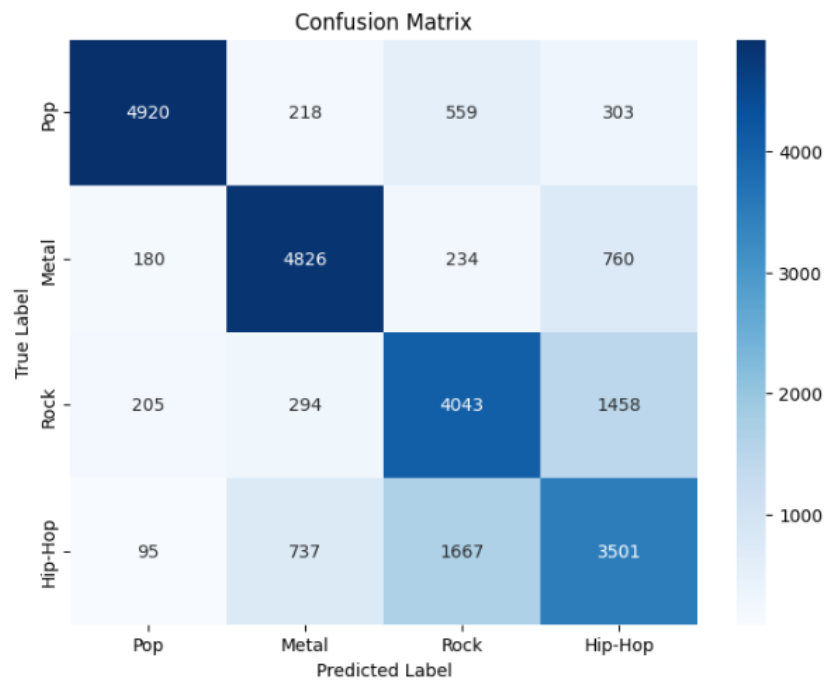 Confusion Matrix
True Label
Pop 4920 218 559 303
Metal 180 4826 234 760
Rock 205 294 4043 1458
Hip-Hop 95 737 1667 3501
Pop Metal Rock Hip-Hop
Predicted Label
4000
3000
2000
1000